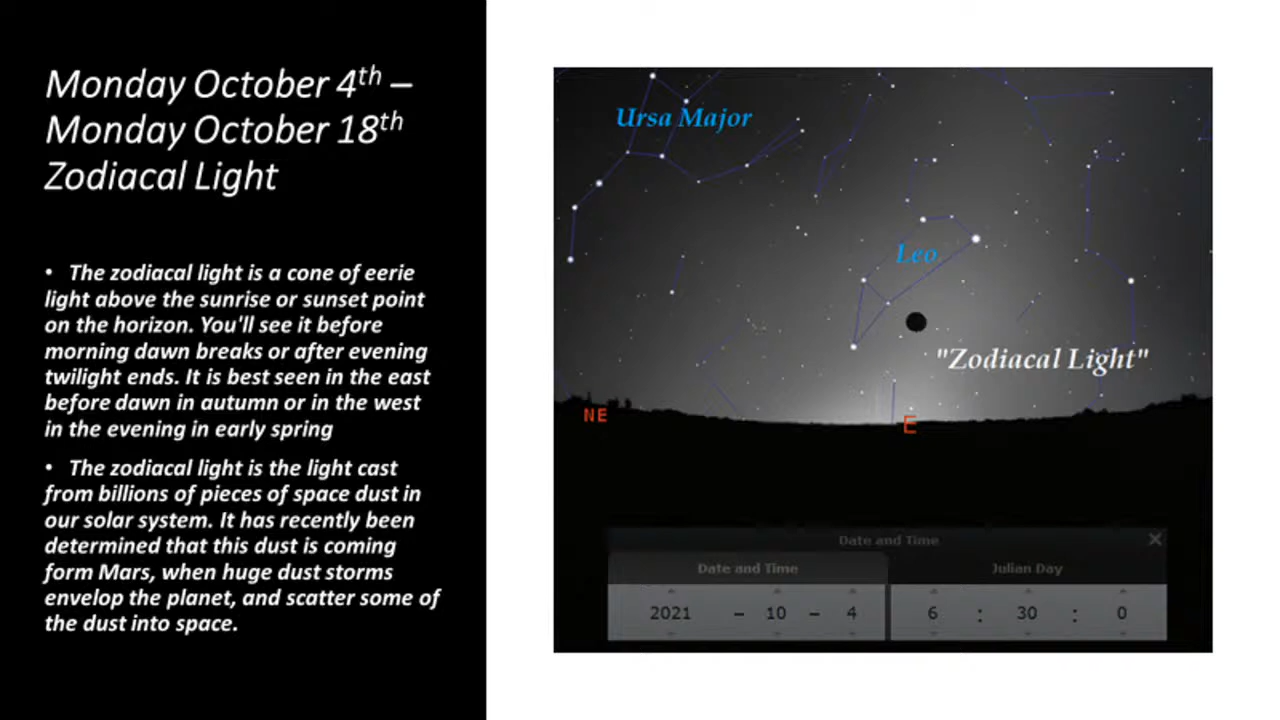 Monday October 4th –
Monday October 18th
Zodiacal Light
• The zodiacal light is a cone of eerie
light above the sunrise or sunset point
on the horizon. You'll see it before
morning dawn breaks or after evening
twilight ends. It is best seen in the east
before dawn in autumn or in the west
in the evening in early spring
• The zodiacal light is the light cast
from billions of pieces of space dust in
our solar system. It has recently been
determined that this dust is coming
form Mars, when huge dust storms
envelop the planet, and scatter some of
the dust into space.
Ursa Major
Leo
"Zodiacal Light"
NE
E
Date and Time
Date and Time
Julian Day
2021 – 10 – 4
6 : 30 : 0